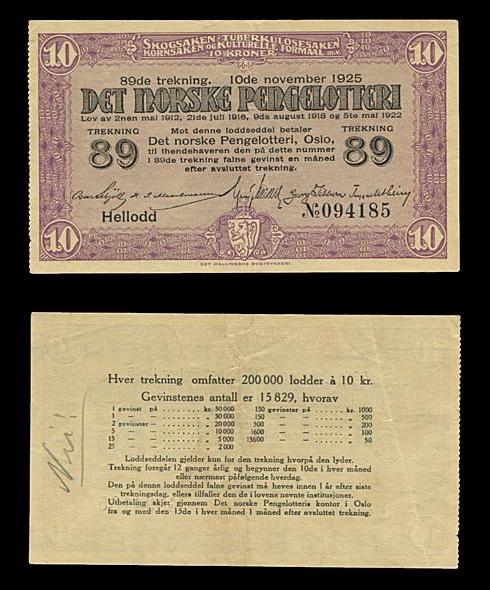 10
SKOGSAKEN • TUBERKULOSESAKEN
KORNSAKEN OG KULTURELLE FORMAAL m.v.
10 KRONER
10
89de trekning. 10de november 1925
DET NORSKE PENGELOTTERI
Lov av 2nen mai 1912, 21de juli 1916, 9de august 1918 og 5te mai 1922
TREKNING
89
Mot denne loddseddel betaler
Det norske Pengelotteri, Oslo,
til ihendehaveren den på dette nummer
i 89de trekning falne gevinst en måned
efter avsluttet trekning.
TREKNING
89
Hellodd
№ 094185
10
10
DET MALLINGSKE BOKTRYKKERI
Hver trekning omfatter 200 000 lodder à 10 kr.
Gevinstenes antall er 15 829, hvorav
1 gevinst på ........ kr. 50 000
1 — — ........ „ 30 000
2 gevinster — ........ „ 20 000
5 — — ........ „ 10 000
15 — — ........ „ 5 000
25 — — ........ „ 2 000
130 gevinster på ........ kr. 1000
150 — — ........ „ 500
300 — — ........ „ 200
1600 — — ........ „ 100
13600 — — ........ „ 50
Loddseddelen gjelder kun for den trekning hvorpå den lyder.
Trekning foregår 12 ganger årlig og begynner den 10de i hver måned
eller nærmest påfølgende hverdag.
Den på denne loddseddel falne gevinst må heves innen 1 år efter siste
trekningsdag, ellers tilfaller den de i lovene nevnte institusjoner.
Utbetaling skjer gjennem Det norske Pengelotteris kontor i Oslo
fra og med den 15de i hver måned 1 måned efter avsluttet trekning.